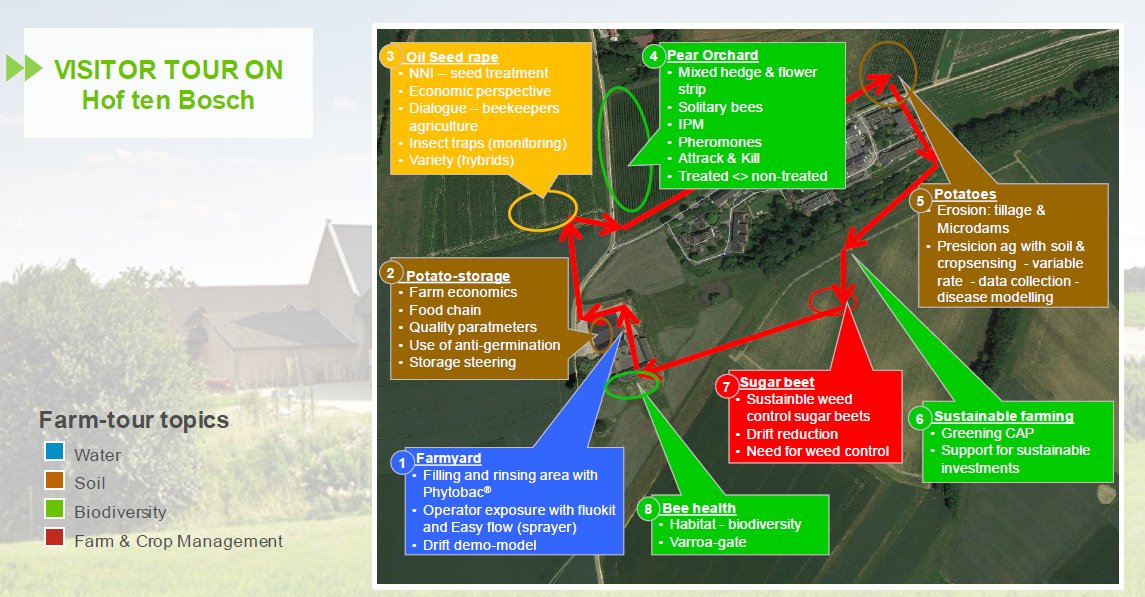 VISITOR TOUR ON
Hof ten Bosch
Farm-tour topics
Water
Soil
Biodiversity
Farm & Crop Management
1
Farmyard
• Filling and rinsing area with
Phytobac®
• Operator exposure with fluokit
and Easy flow (sprayer)
• Drift demo-model
2
Potato-storage
• Farm economics
• Food chain
• Quality paratmeters
• Use of anti-germination
• Storage steering
3
Oil Seed rape
• NNI – seed treatment
• Economic perspective
• Dialogue – beekeepers
agriculture
• Insect traps (monitoring)
• Variety (hybrids)
4
Pear Orchard
• Mixed hedge & flower
strip
• Solitary bees
• IPM
• Pheromones
• Attrack & Kill
• Treated <> non-treated
5
Potatoes
• Erosion: tillage &
Microdams
• Presicion ag with soil &
cropsensing - variable
rate - data collection -
disease modelling
6
Sustainable farming
• Greening CAP
• Support for sustainable
investments
7
Sugar beet
• Sustainble weed
control sugar beets
• Drift reduction
• Need for weed control
8
Bee health
• Habitat - biodiversity
• Varroa-gate